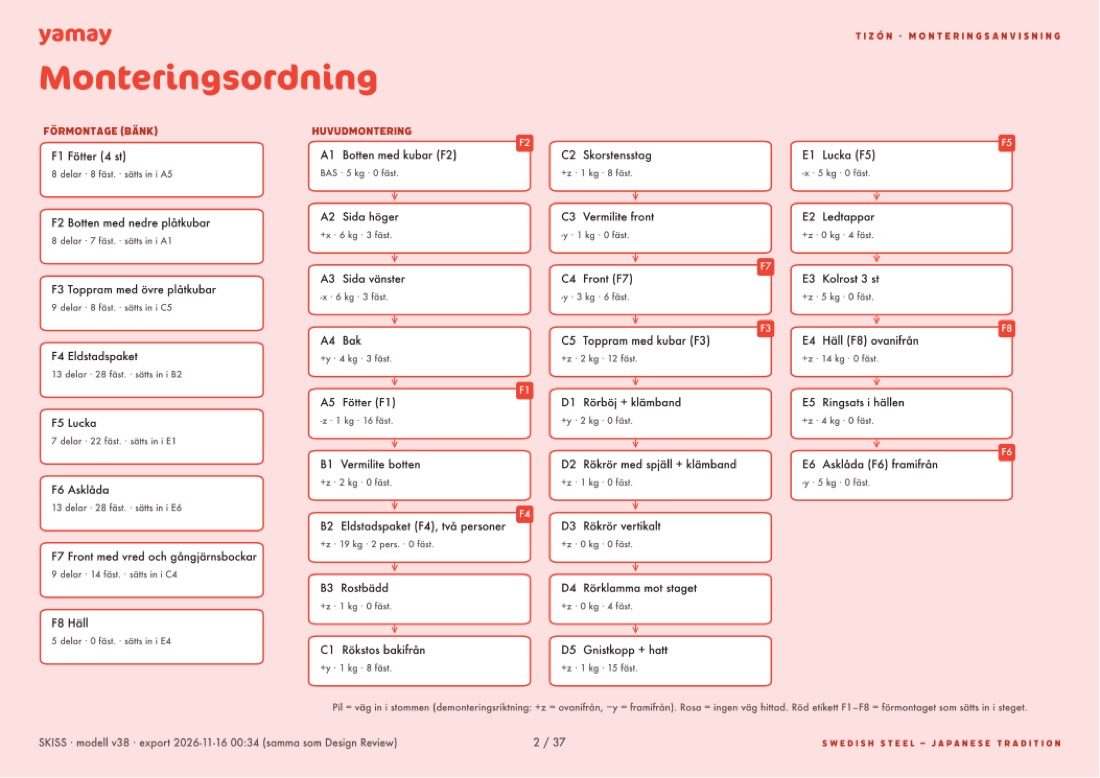 yamay
TIZÓN · MONTERINGSANVISNING
Monteringsordning
FÖRMONTAGE (BÄNK)
F1 Fötter (4 st)
8 delar · 8 fäst. · sätts in i A5
F2 Botten med nedre plåtkubar
8 delar · 7 fäst. · sätts in i A1
F3 Toppram med övre plåtkubar
9 delar · 8 fäst. · sätts in i C5
F4 Eldstadspaket
13 delar · 28 fäst. · sätts in i B2
F5 Lucka
7 delar · 22 fäst. · sätts in i E1
F6 Asklåda
13 delar · 28 fäst. · sätts in i E6
F7 Front med vred och gångjärnsbockar
9 delar · 14 fäst. · sätts in i C4
F8 Häll
5 delar · 0 fäst. · sätts in i E4
HUVUDMONTERING
F2
A1 Botten med kubar (F2)
BAS · 5 kg · 0 fäst.
A2 Sida höger
+x · 6 kg · 3 fäst.
A3 Sida vänster
-x · 6 kg · 3 fäst.
A4 Bak
+y · 4 kg · 3 fäst.
F1
A5 Fötter (F1)
-z · 1 kg · 16 fäst.
B1 Vermilite botten
+z · 2 kg · 0 fäst.
F4
B2 Eldstadspaket (F4), två personer
+z · 19 kg · 2 pers. · 0 fäst.
B3 Rostbädd
+z · 1 kg · 0 fäst.
C1 Rökstos bakifrån
+y · 1 kg · 8 fäst.
C2 Skorstensstag
+z · 1 kg · 8 fäst.
C3 Vermilite front
-y · 1 kg · 0 fäst.
F7
C4 Front (F7)
-y · 3 kg · 6 fäst.
F3
C5 Toppram med kubar (F3)
+z · 2 kg · 12 fäst.
D1 Rörböj + klämband
+y · 2 kg · 0 fäst.
D2 Rökrör med spjäll + klämband
+z · 1 kg · 0 fäst.
D3 Rökrör vertikalt
+z · 0 kg · 0 fäst.
D4 Rörklamma mot staget
+z · 0 kg · 4 fäst.
D5 Gnistkopp + hatt
+z · 1 kg · 15 fäst.
F5
E1 Lucka (F5)
-x · 5 kg · 0 fäst.
E2 Ledtappar
+z · 0 kg · 4 fäst.
E3 Kolrost 3 st
+z · 5 kg · 0 fäst.
F8
E4 Häll (F8) ovanifrån
+z · 14 kg · 0 fäst.
E5 Ringsats i hällen
+z · 4 kg · 0 fäst.
F6
E6 Asklåda (F6) framifrån
-y · 5 kg · 0 fäst.
Pil = väg in i stommen (demonteringsriktning: +z = ovanifrån, −y = framifrån). Rosa = ingen väg hittad. Röd etikett F1–F8 = förmontaget som sätts in i steget.
SKISS · modell v38 · export 2026-11-16 00:34 (samma som Design Review)
2 / 37
SWEDISH STEEL – JAPANESE TRADITION